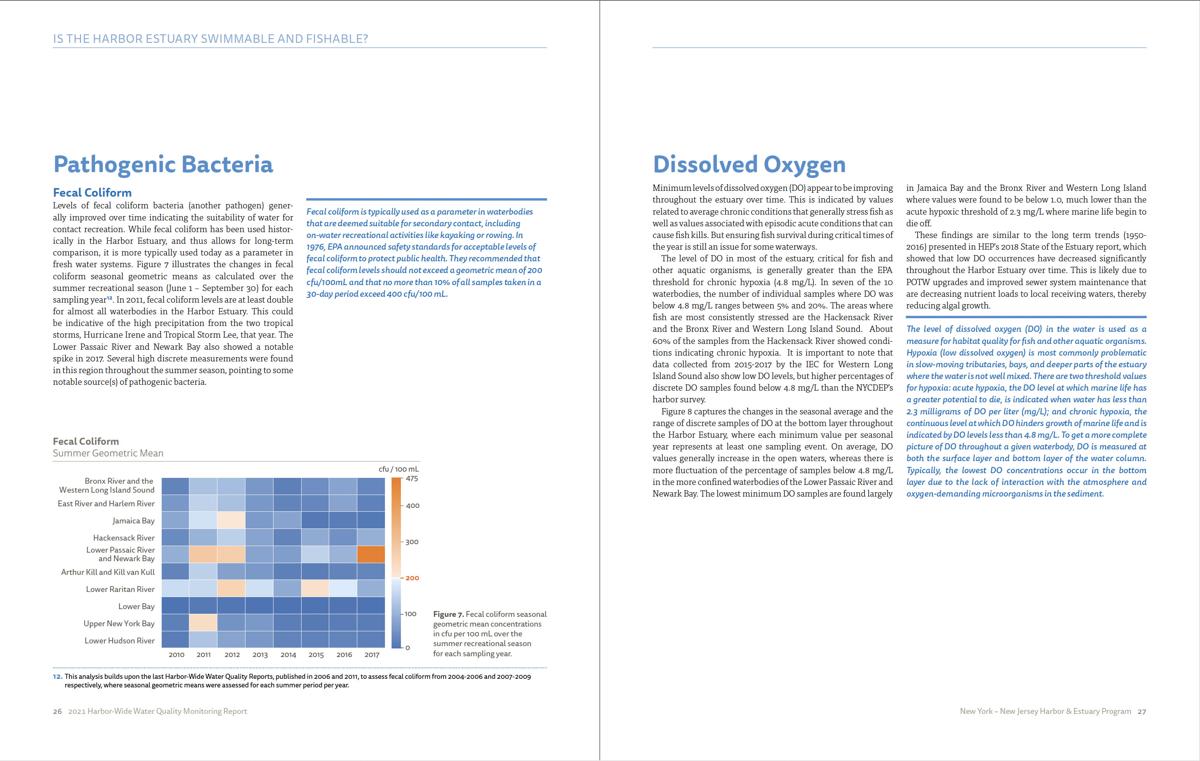 IS THE HARBOR ESTUARY SWIMMABLE AND FISHABLE?
Pathogenic Bacteria
Fecal Coliform
Levels of fecal coliform bacteria (another pathogen) gener-
ally improved over time indicating the suitability of water for
contact recreation. While fecal coliform has been used histor-
ically in the Harbor Estuary, and thus allows for long-term
comparison, it is more typically used today as a parameter in
fresh water systems. Figure 7 illustrates the changes in fecal
coliform seasonal geometric means as calculated over the
summer recreational season (June 1 – September 30) for each
sampling year¹². In 2011, fecal coliform levels are at least double
for almost all waterbodies in the Harbor Estuary. This could
be indicative of the high precipitation from the two tropical
storms, Hurricane Irene and Tropical Storm Lee, that year. The
Lower Passaic River and Newark Bay also showed a notable
spike in 2017. Several high discrete measurements were found
in this region throughout the summer season, pointing to some
notable source(s) of pathogenic bacteria.
Fecal coliform is typically used as a parameter in waterbodies
that are deemed suitable for secondary contact, including
on-water recreational activities like kayaking or rowing. In
1976, EPA announced safety standards for acceptable levels of
fecal coliform to protect public health. They recommended that
fecal coliform levels should not exceed a geometric mean of 200
cfu/100mL and that no more than 10% of all samples taken in a
30-day period exceed 400 cfu/100 mL.
Fecal Coliform
Summer Geometric Mean
cfu / 100 mL
Bronx River and the
Western Long Island Sound
East River and Harlem River
Jamaica Bay
Hackensack River
Lower Passaic River
and Newark Bay
Arthur Kill and Kill van Kull
Lower Raritan River
Lower Bay
Upper New York Bay
Lower Hudson River
2010 2011 2012 2013 2014 2015 2016 2017
475
400
300
200
100
0
Figure 7. Fecal coliform seasonal
geometric mean concentrations
in cfu per 100 mL over the
summer recreational season
for each sampling year.
12. This analysis builds upon the last Harbor-Wide Water Quality Reports, published in 2006 and 2011, to assess fecal coliform from 2004-2006 and 2007-2009
respectively, where seasonal geometric means were assessed for each summer period per year.
26 2021 Harbor-Wide Water Quality Monitoring Report
Dissolved Oxygen
Minimum levels of dissolved oxygen (DO) appear to be improving
throughout the estuary over time. This is indicated by values
related to average chronic conditions that generally stress fish as
well as values associated with episodic acute conditions that can
cause fish kills. But ensuring fish survival during critical times of
the year is still an issue for some waterways.
The level of DO in most of the estuary, critical for fish and
other aquatic organisms, is generally greater than the EPA
threshold for chronic hypoxia (4.8 mg/L). In seven of the 10
waterbodies, the number of individual samples where DO was
below 4.8 mg/L ranges between 5% and 20%. The areas where
fish are most consistently stressed are the Hackensack River
and the Bronx River and Western Long Island Sound. About
60% of the samples from the Hackensack River showed condi-
tions indicating chronic hypoxia. It is important to note that
data collected from 2015-2017 by the IEC for Western Long
Island Sound also show low DO levels, but higher percentages of
discrete DO samples found below 4.8 mg/L than the NYCDEP's
harbor survey.
Figure 8 captures the changes in the seasonal average and the
range of discrete samples of DO at the bottom layer throughout
the Harbor Estuary, where each minimum value per seasonal
year represents at least one sampling event. On average, DO
values generally increase in the open waters, whereas there is
more fluctuation of the percentage of samples below 4.8 mg/L
in the more confined waterbodies of the Lower Passaic River and
Newark Bay. The lowest minimum DO samples are found largely
in Jamaica Bay and the Bronx River and Western Long Island
where values were found to be below 1.0, much lower than the
acute hypoxic threshold of 2.3 mg/L where marine life begin to
die off.
These findings are similar to the long term trends (1950-
2016) presented in HEP's 2018 State of the Estuary report, which
showed that low DO occurrences have decreased significantly
throughout the Harbor Estuary over time. This is likely due to
POTW upgrades and improved sewer system maintenance that
are decreasing nutrient loads to local receiving waters, thereby
reducing algal growth.
The level of dissolved oxygen (DO) in the water is used as a
measure for habitat quality for fish and other aquatic organisms.
Hypoxia (low dissolved oxygen) is most commonly problematic
in slow-moving tributaries, bays, and deeper parts of the estuary
where the water is not well mixed. There are two threshold values
for hypoxia: acute hypoxia, the DO level at which marine life has
a greater potential to die, is indicated when water has less than
2.3 milligrams of DO per liter (mg/L); and chronic hypoxia, the
continuous level at which DO hinders growth of marine life and is
indicated by DO levels less than 4.8 mg/L. To get a more complete
picture of DO throughout a given waterbody, DO is measured at
both the surface layer and bottom layer of the water column.
Typically, the lowest DO concentrations occur in the bottom
layer due to the lack of interaction with the atmosphere and
oxygen-demanding microorganisms in the sediment.
New York – New Jersey Harbor & Estuary Program 27